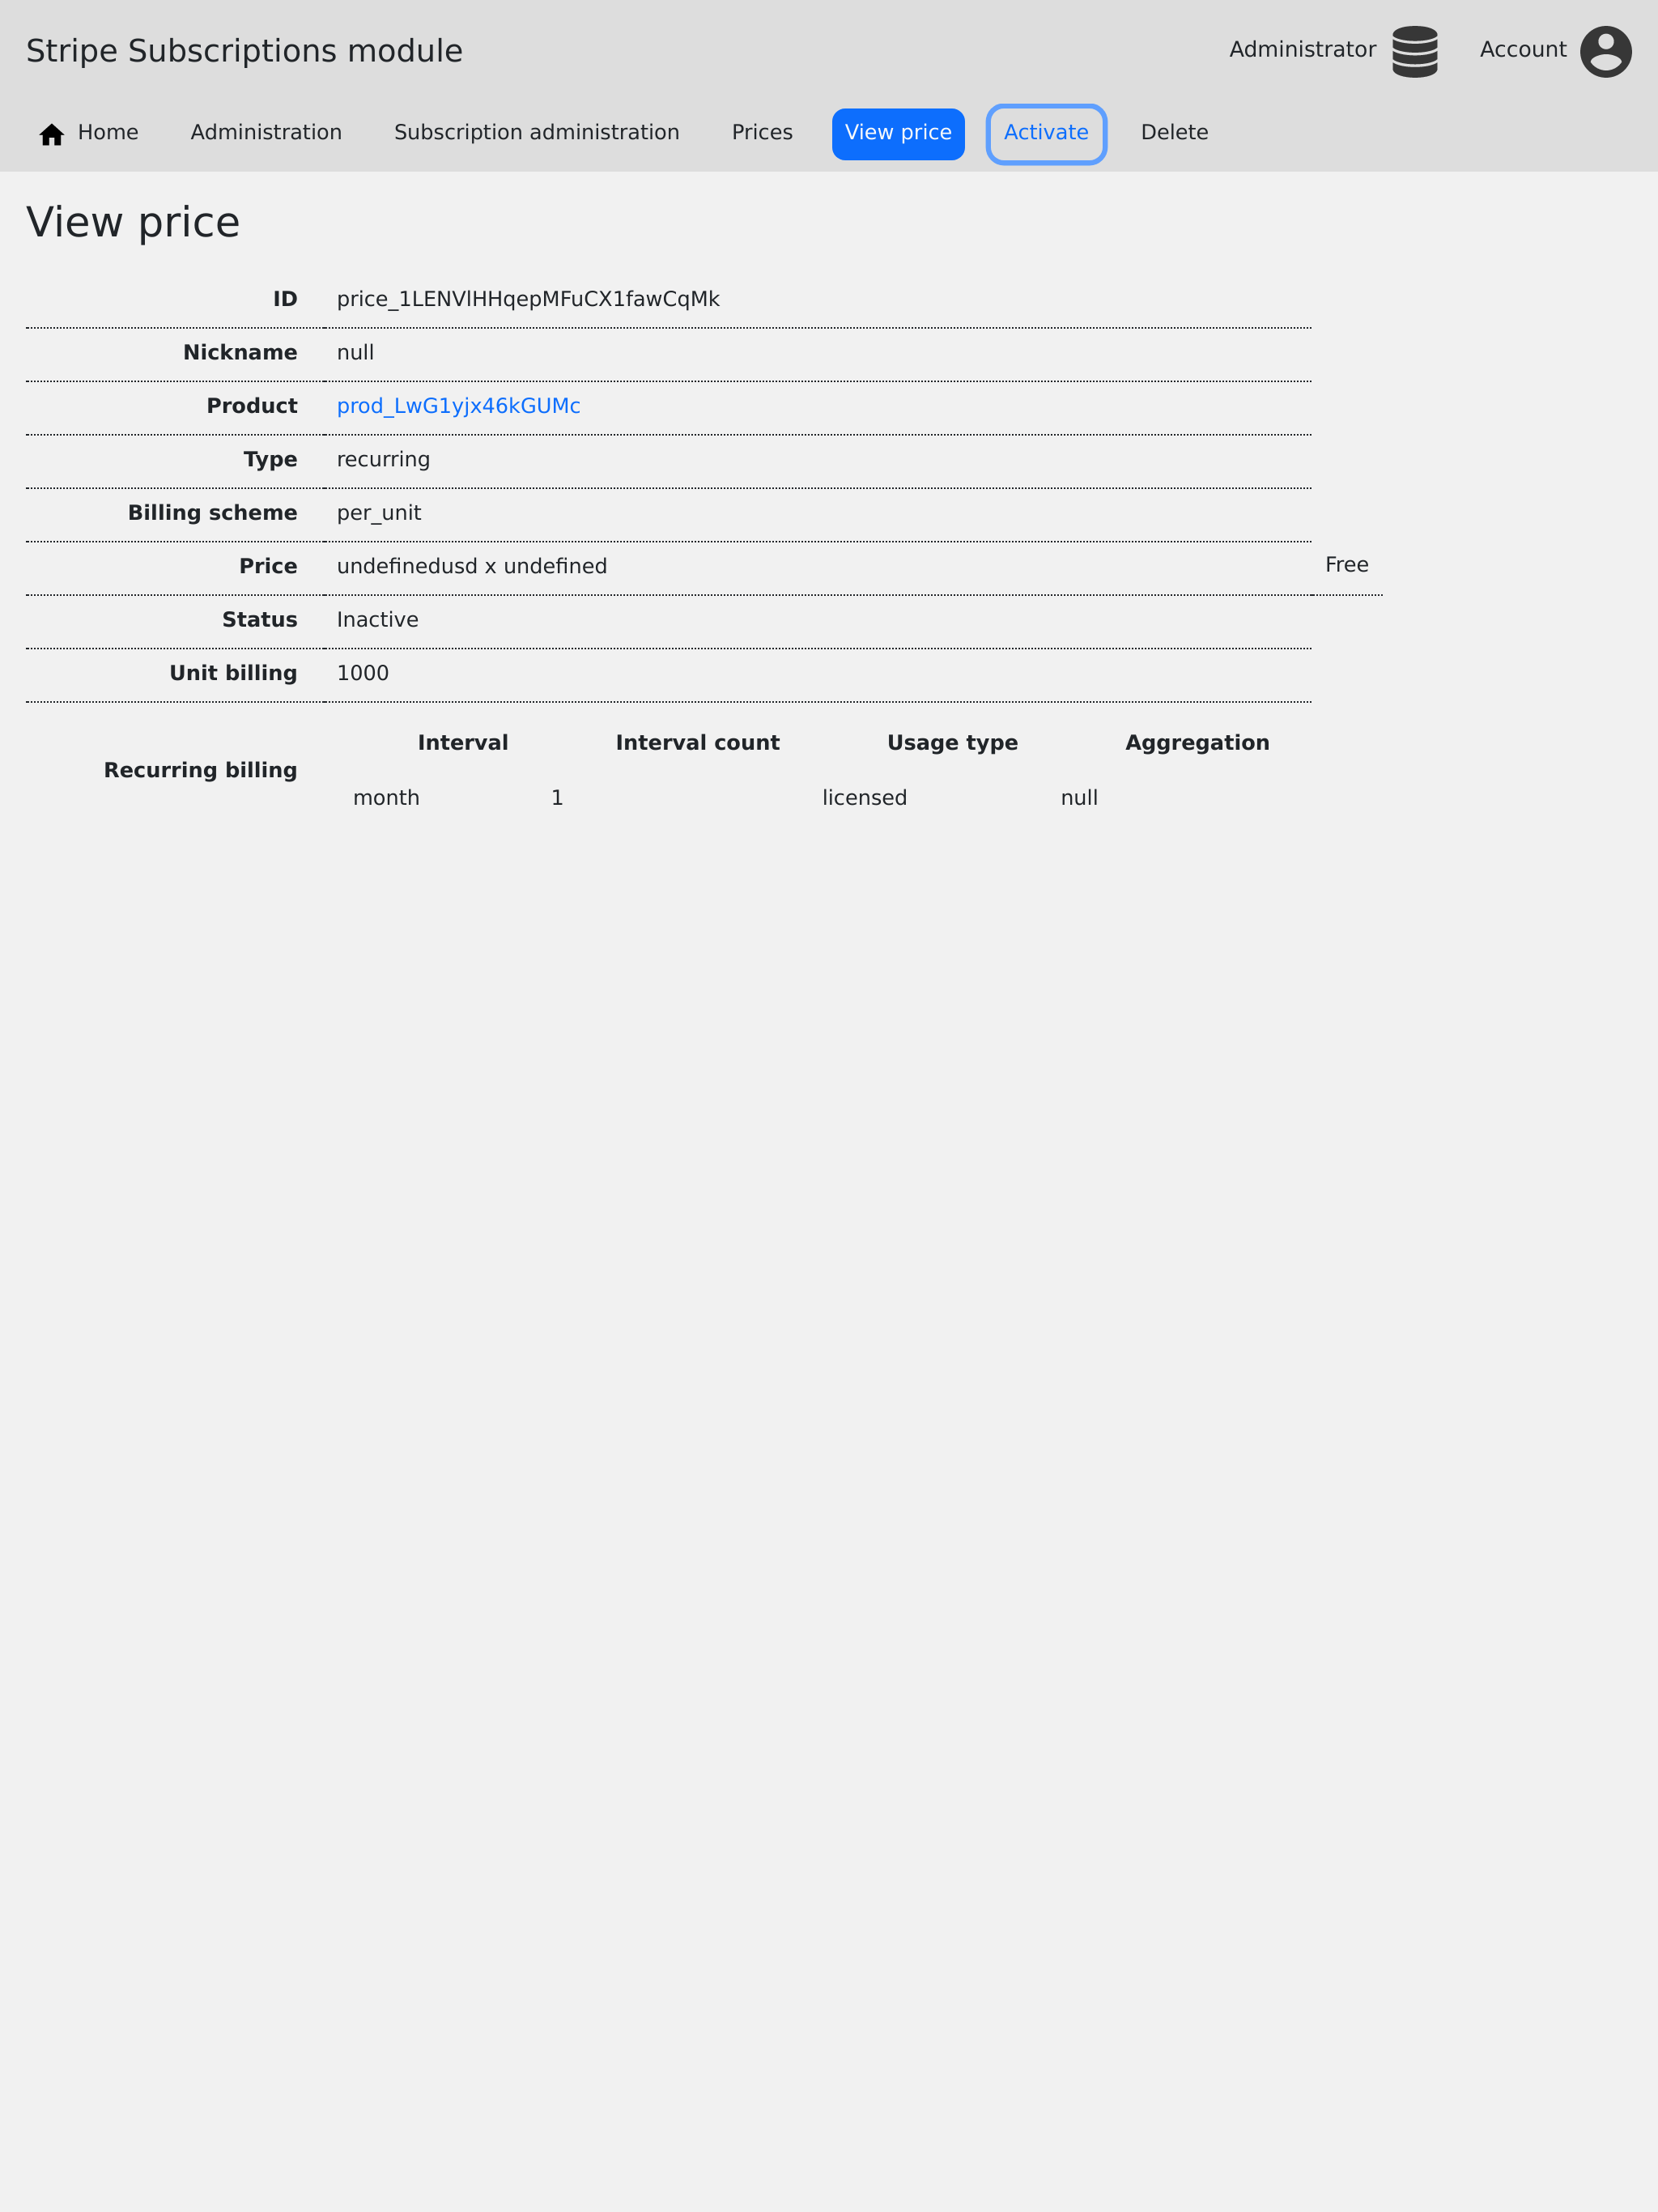 Stripe Subscriptions module
Administrator
Account
Home
Administration
Subscription administration
Prices
View price
Activate
Delete
View price
ID price_1LENVlHHqepMFuCX1fawCqMk
Nickname null
Product prod_LwG1yjx46kGUMc
Type recurring
Billing scheme per_unit
Price undefinedusd x undefined Free
Status Inactive
Unit billing 1000
Recurring billing
Interval Interval count Usage type Aggregation
month 1 licensed null